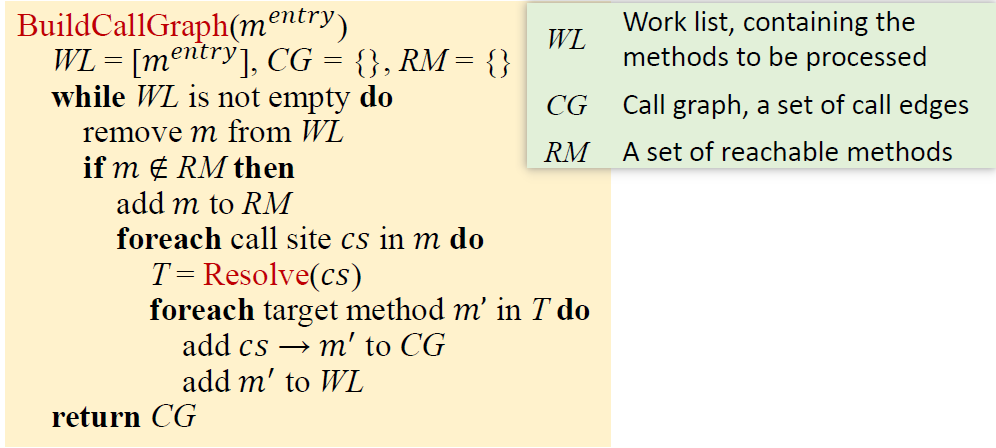 BuildCallGraph(m^entry)
WL = [m^entry], CG = {}, RM = {}
while WL is not empty do
remove m from WL
if m ∉ RM then
add m to RM
foreach call site cs in m do
T = Resolve(cs)
foreach target method m’ in T do
add cs → m′ to CG
add m′ to WL
return CG
WL Work list, containing the
methods to be processed
CG Call graph, a set of call edges
RM A set of reachable methods